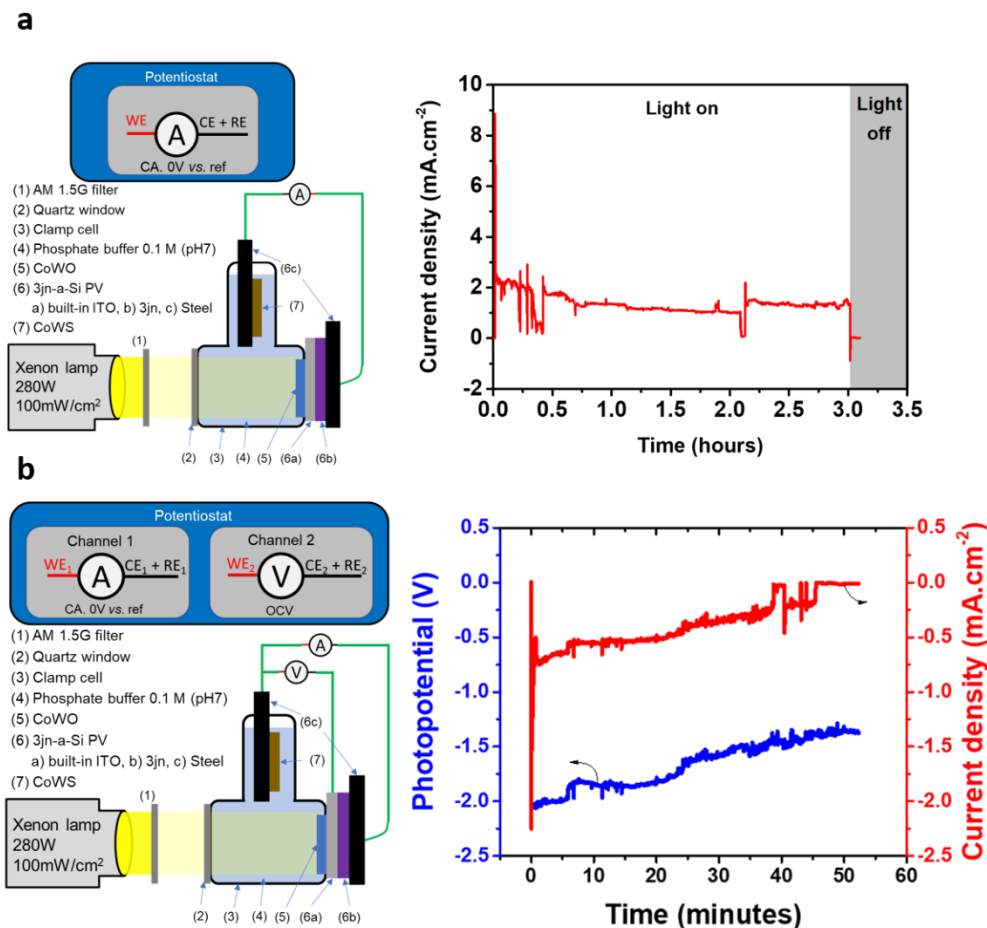 a
Potentiostat
WE A CE + RE
CA. 0V vs. ref
(1) AM 1.5G filter
(2) Quartz window
(3) Clamp cell
(4) Phosphate buffer 0.1 M (pH7)
(5) CoWO
(6) 3jn-a-Si PV
a) built-in ITO, b) 3jn, c) Steel
(7) CoWS
A
(6c)
(7)
(1)
Xenon lamp
280W
100mW/cm²
(2) (3) (4) (5) (6a) (6b)
Current density (mA.cm⁻²)
10
8
6
4
2
0
-2
Light on
Light
off
0.0 0.5 1.0 1.5 2.0 2.5 3.0 3.5
Time (hours)
b
Potentiostat
Channel 1
WE₁ A CE₁ + RE₁
CA. 0V vs. ref
Channel 2
WE₂ V CE₂ + RE₂
OCV
(1) AM 1.5G filter
(2) Quartz window
(3) Clamp cell
(4) Phosphate buffer 0.1 M (pH7)
(5) CoWO
(6) 3jn-a-Si PV
a) built-in ITO, b) 3jn, c) Steel
(7) CoWS
A
V
(6c)
(7)
(1)
Xenon lamp
280W
100mW/cm²
(2) (3) (4) (5) (6a) (6b)
Photopotential (V)
0.5
0.0
-0.5
-1.0
-1.5
-2.0
-2.5
0 10 20 30 40 50 60
Time (minutes)
0.5
0.0
-0.5
-1.0
-1.5
-2.0
-2.5
Current density (mA.cm⁻²)